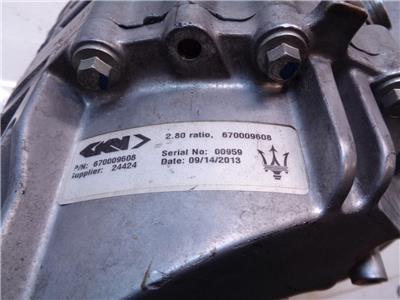 GKN
2.80 ratio, 670009608
P/N: 670009608
Supplier: 24424
Serial No: 00959
Date: 09/14/2013